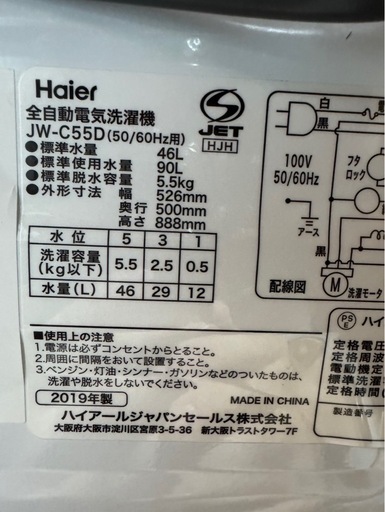 Haier
全自動電気洗濯機
JW-C55D(50/60Hz用)
S JET
HJH
●標準水量 46L
●標準使用水量 90L
●標準脱水容量 5.5kg
●外形寸法 幅 526mm
奥行 500mm
高さ 888mm
水位 5 3 1
洗濯容量(kg以下) 5.5 2.5 0.5
水量(L) 46 29 12
白
黒
100V
50/60Hz
フタ
ロック
アース
黒
M
洗濯モータ
配線図
■使用上の注意
1.電源は必ずコンセントからとること。
2.周囲に間隔をおいて設置すること。
3.ベンジン・灯油・シンナー・ガソリンなどのついたものは、
洗濯や脱水をしないでください。
2019年製
MADE IN CHINA
ハイアールジャパンセールス株式会社
大阪府大阪市淀川区宮原3-5-36 新大阪トラストタワー7F
PS
E
ハイ
定格電圧
定格周波
電動機定
標準洗濯
定格時間
製造番号